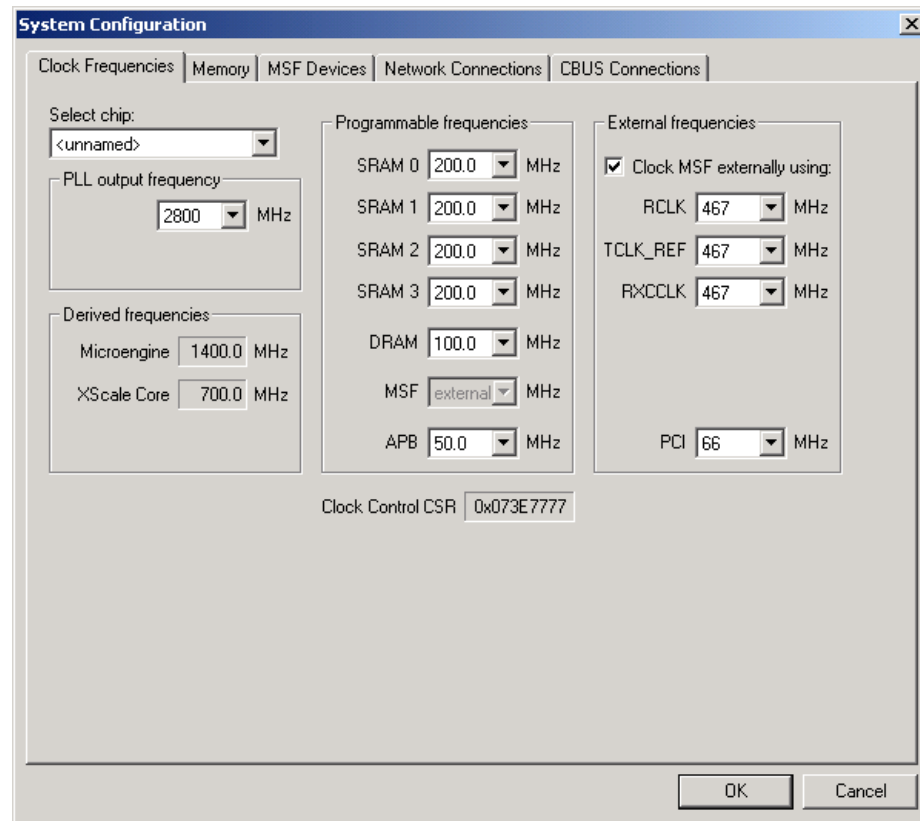 System Configuration
Clock Frequencies
Memory
MSF Devices
Network Connections
CBUS Connections
Select chip:
<unnamed>
PLL output frequency
2800 MHz
Derived frequencies
Microengine 1400.0 MHz
XScale Core 700.0 MHz
Programmable frequencies
SRAM 0 200.0 MHz
SRAM 1 200.0 MHz
SRAM 2 200.0 MHz
SRAM 3 200.0 MHz
DRAM 100.0 MHz
MSF external MHz
APB 50.0 MHz
External frequencies
Clock MSF externally using:
RCLK 467 MHz
TCLK_REF 467 MHz
RXCCLK 467 MHz
PCI 66 MHz
Clock Control CSR 0x073E7777
OK
Cancel